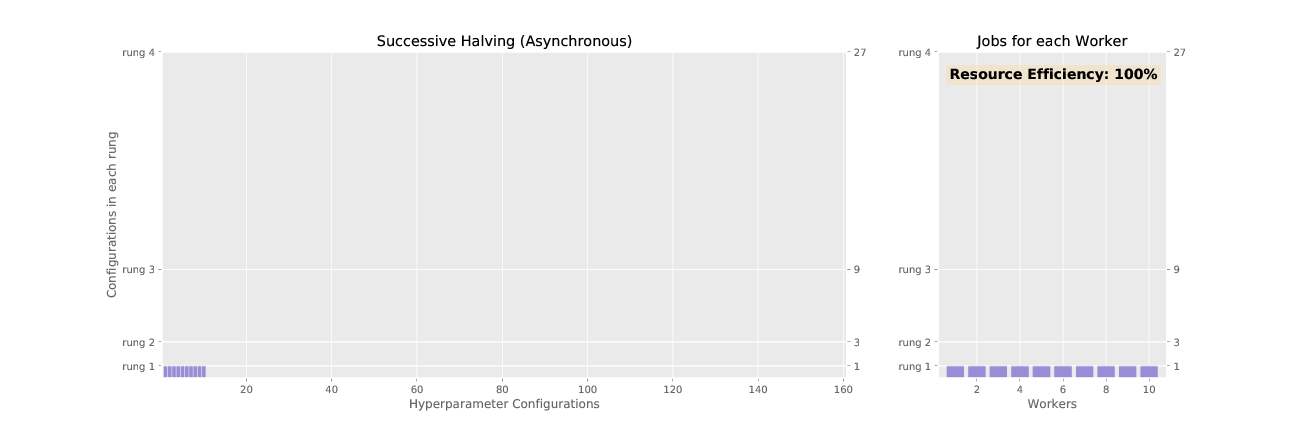 Successive Halving (Asynchronous)
Configurations in each rung
rung 4
rung 3
rung 2
rung 1
27
9
3
1
20 40 60 80 100 120 140 160
Hyperparameter Configurations
Jobs for each Worker
Resource Efficiency: 100%
rung 4
rung 3
rung 2
rung 1
27
9
3
1
2 4 6 8 10
Workers